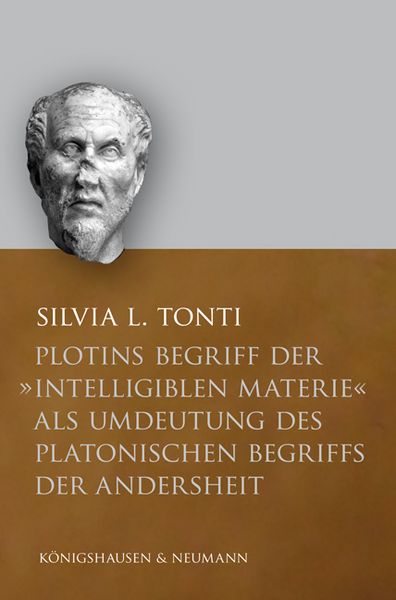 SILVIA L. TONTI
PLOTINS BEGRIFF DER
»INTELLIGIBLEN MATERIE«
ALS UMDEUTUNG DES
PLATONISCHEN BEGRIFFS
DER ANDERSHEIT
KÖNIGSHAUSEN & NEUMANN